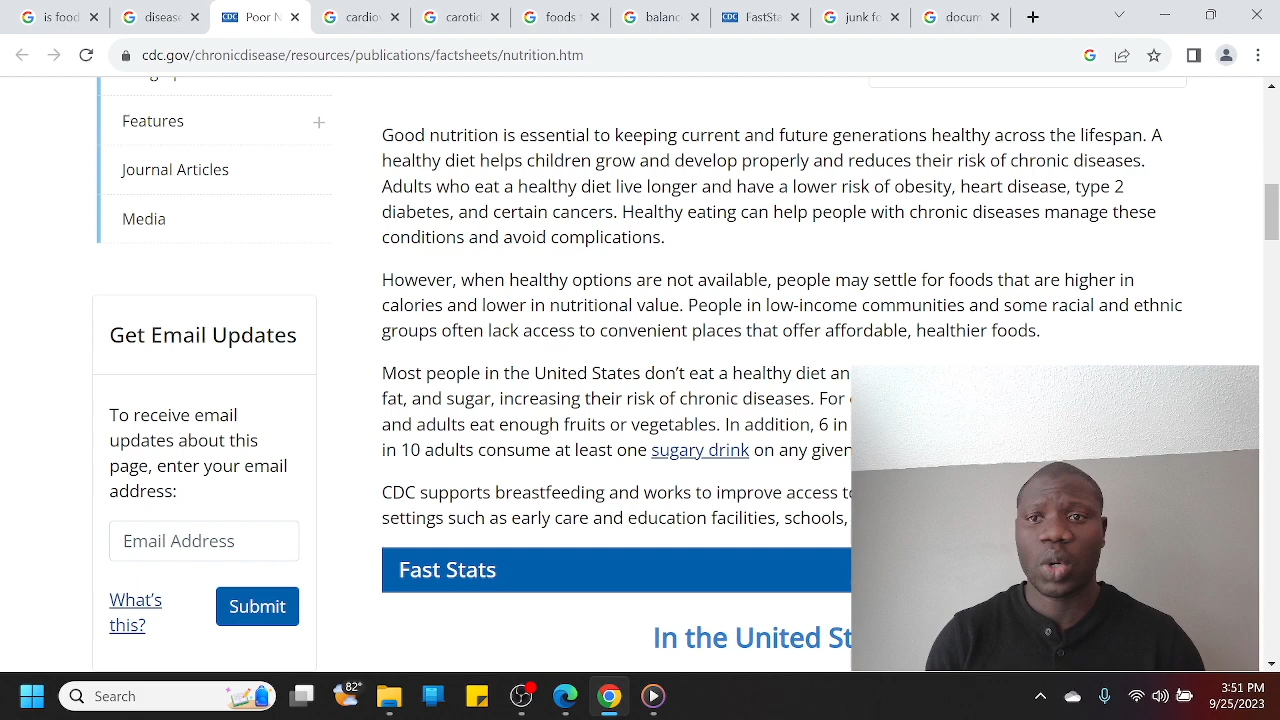 is food
disease
Poor N
cardiov
carotid
foods t
balanc
FastSta
junk fo
docum
cdc.gov/chronicdisease/resources/publications/factsheets/nutrition.htm
Features
Journal Articles
Media
Get Email Updates
To receive email
updates about this
page, enter your email
address:
Email Address
What's
this?
Submit
Good nutrition is essential to keeping current and future generations healthy across the lifespan. A
healthy diet helps children grow and develop properly and reduces their risk of chronic diseases.
Adults who eat a healthy diet live longer and have a lower risk of obesity, heart disease, type 2
diabetes, and certain cancers. Healthy eating can help people with chronic diseases manage these
conditions and avoid complications.
However, when healthy options are not available, people may settle for foods that are higher in
calories and lower in nutritional value. People in low-income communities and some racial and ethnic
groups often lack access to convenient places that offer affordable, healthier foods.
Most people in the United States don't eat a healthy diet an
fat, and sugar, increasing their risk of chronic diseases. For
and adults eat enough fruits or vegetables. In addition, 6 in
in 10 adults consume at least one sugary drink on any given
CDC supports breastfeeding and works to improve access to
settings such as early care and education facilities, schools,
Fast Stats
In the United St
Search
82°
3:51 PM
9/25/2023